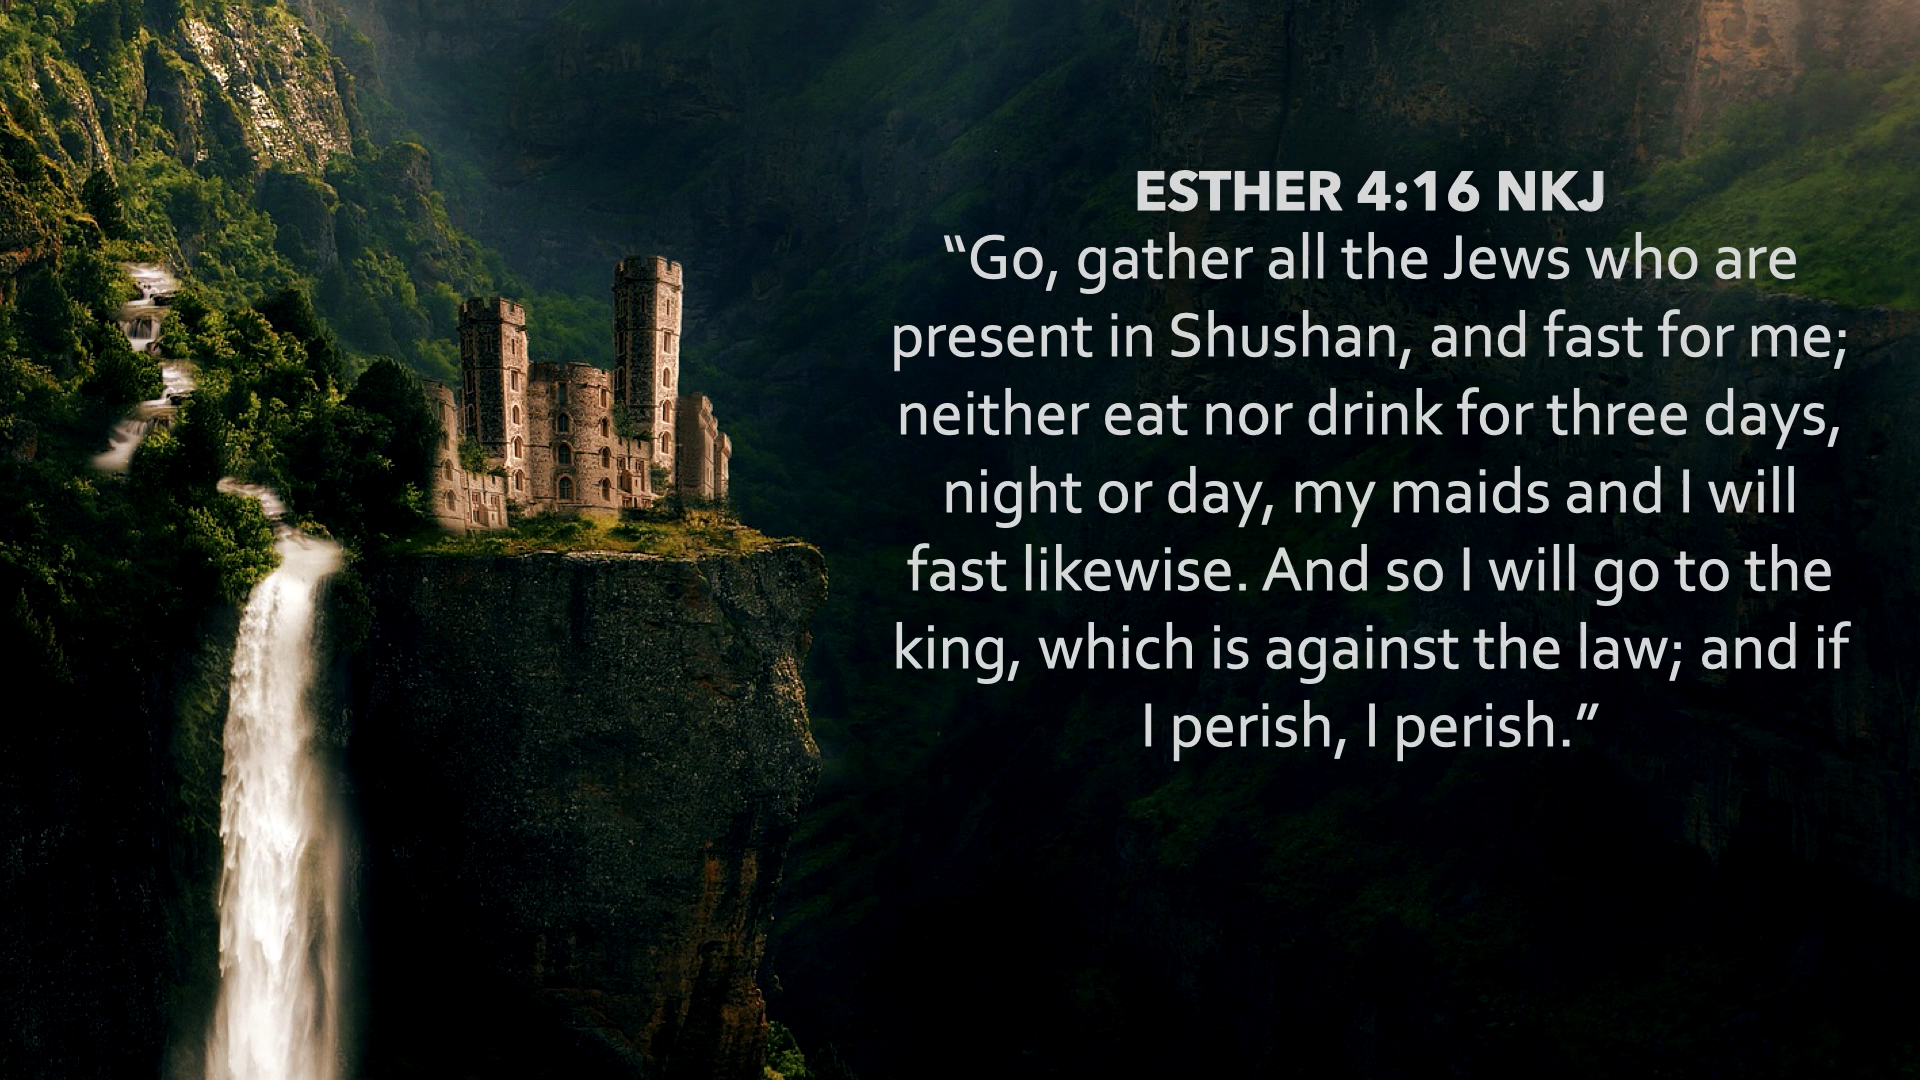 ESTHER 4:16 NKJ
“Go, gather all the Jews who are
present in Shushan, and fast for me;
neither eat nor drink for three days,
night or day, my maids and I will
fast likewise. And so I will go to the
king, which is against the law; and if
I perish, I perish.”